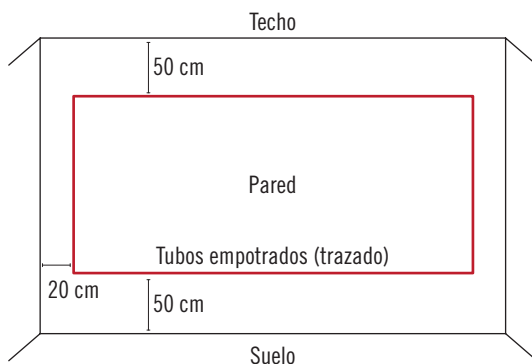 Techo
50 cm
Pared
Tubos empotrados (trazado)
20 cm
50 cm
Suelo